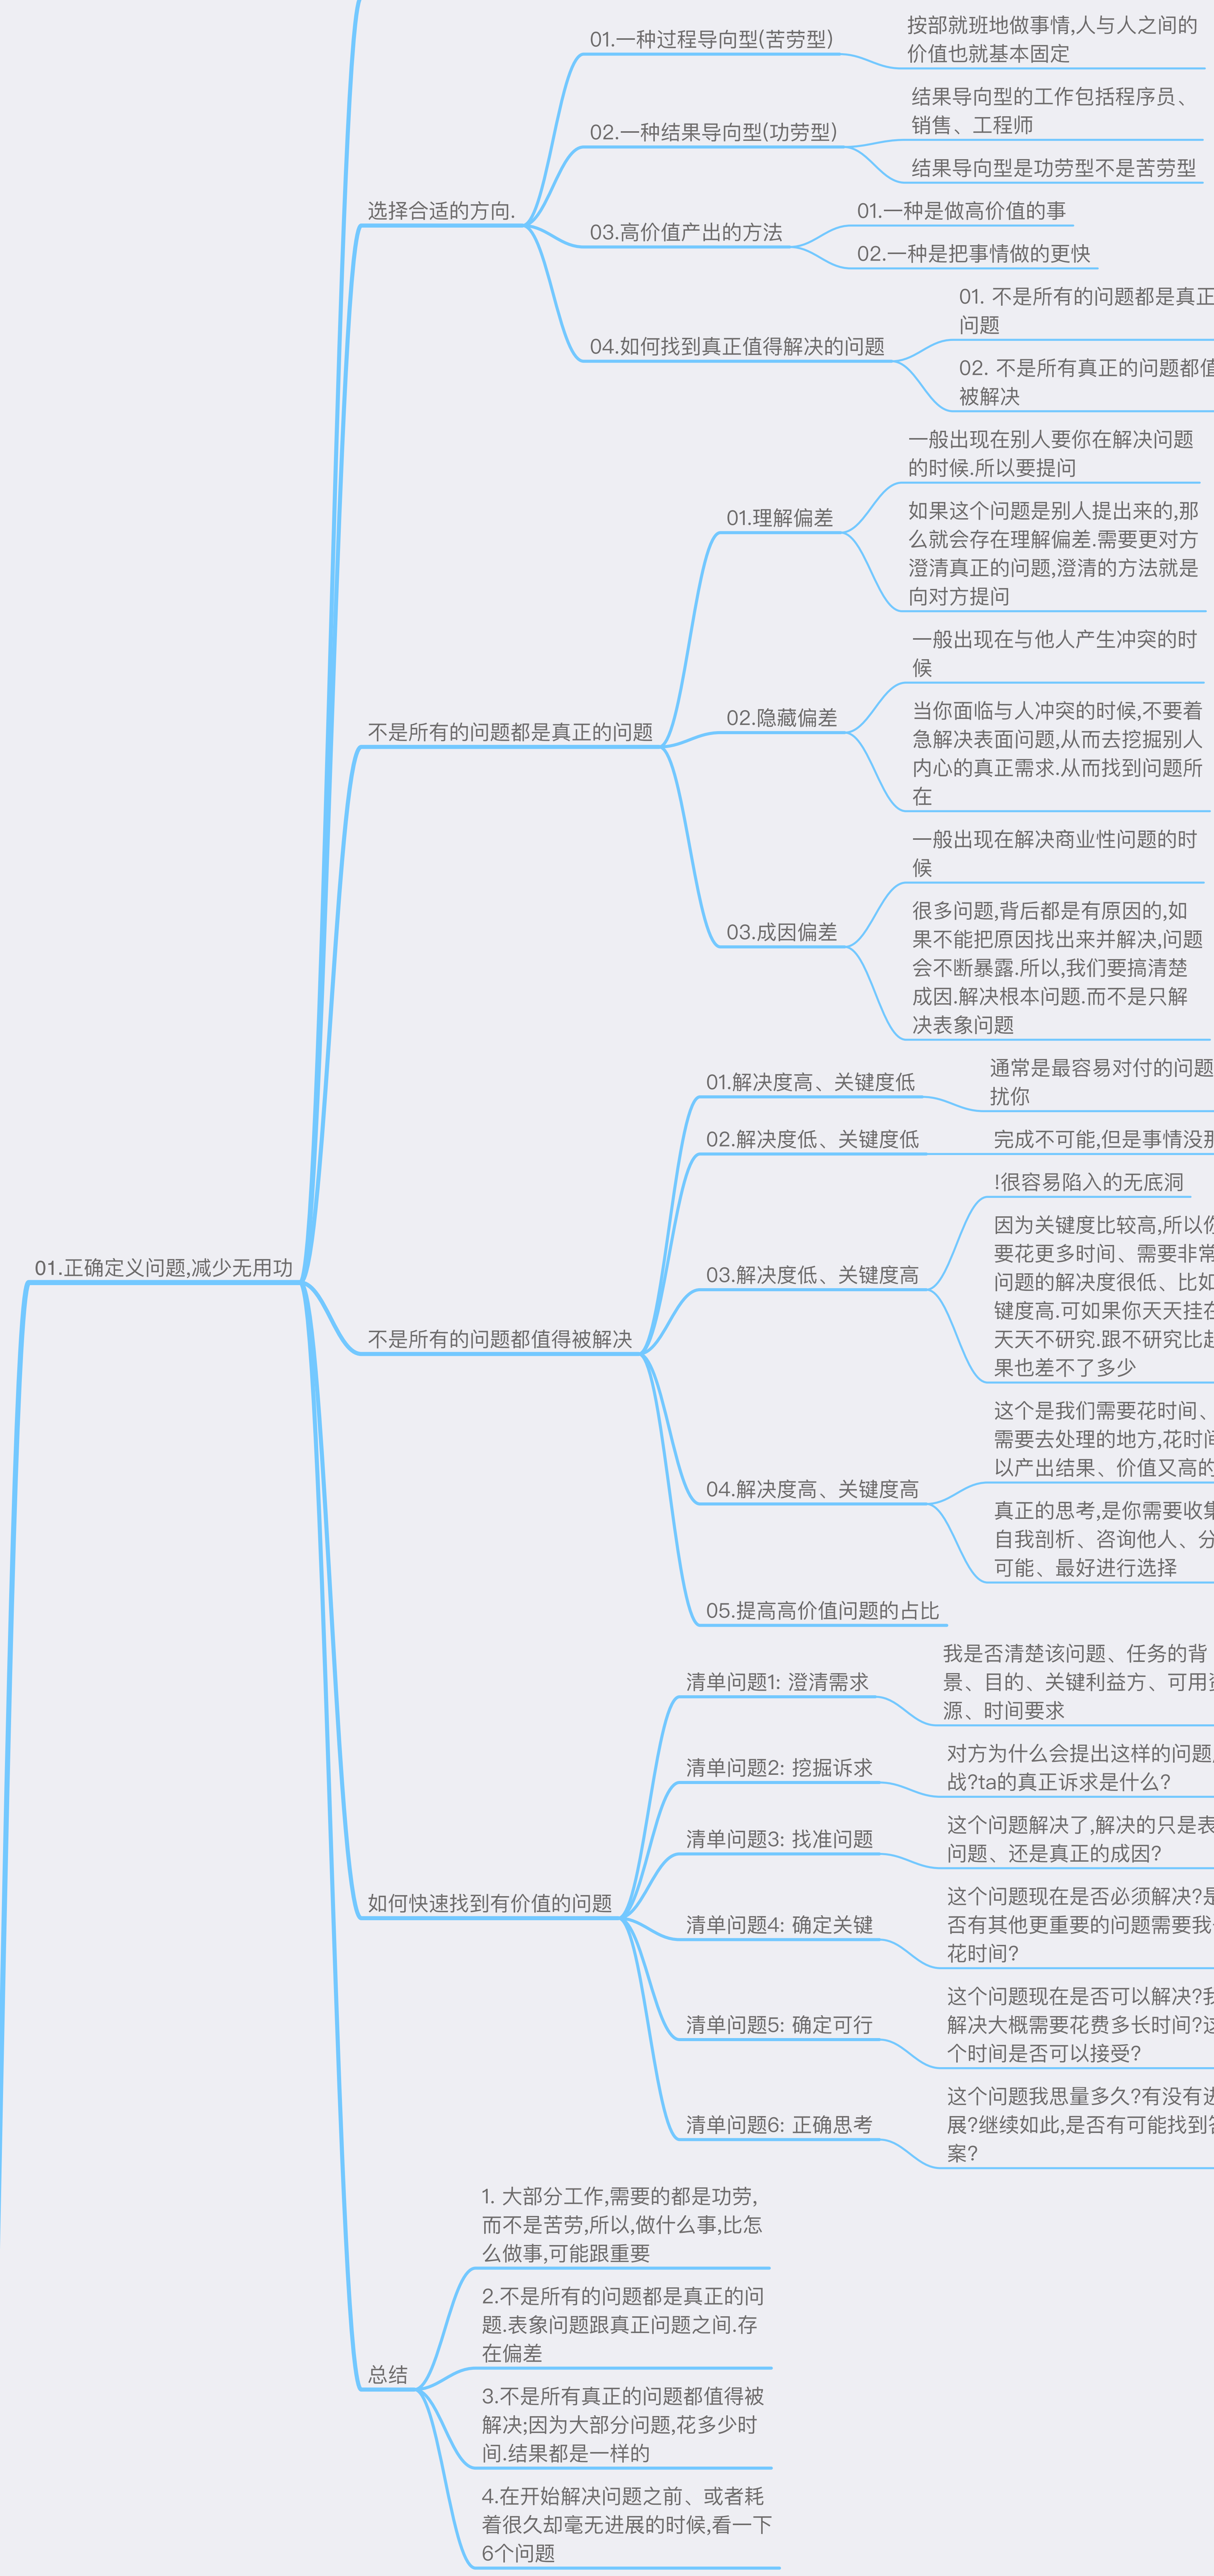 01.正确定义问题,减少无用功
选择合适的方向.
01.一种过程导向型(苦劳型)
按部就班地做事情,人与人之间的
价值也就基本固定
02.一种结果导向型(功劳型)
结果导向型的工作包括程序员、
销售、工程师
结果导向型是功劳型不是苦劳型
03.高价值产出的方法
01.一种是做高价值的事
02.一种是把事情做的更快
04.如何找到真正值得解决的问题
01. 不是所有的问题都是真正
问题
02. 不是所有真正的问题都值
被解决
不是所有的问题都是真正的问题
01.理解偏差
一般出现在别人要你在解决问题
的时候.所以要提问
如果这个问题是别人提出来的,那
么就会存在理解偏差.需要更对方
澄清真正的问题,澄清的方法就是
向对方提问
02.隐藏偏差
一般出现在与他人产生冲突的时
候
当你面临与人冲突的时候,不要着
急解决表面问题,从而去挖掘别人
内心的真正需求.从而找到问题所
在
03.成因偏差
一般出现在解决商业性问题的时
候
很多问题,背后都是有原因的,如
果不能把原因找出来并解决,问题
会不断暴露.所以,我们要搞清楚
成因.解决根本问题.而不是只解
决表象问题
不是所有的问题都值得被解决
01.解决度高、关键度低
通常是最容易对付的问题
扰你
02.解决度低、关键度低
完成不可能,但是事情没那
03.解决度低、关键度高
!很容易陷入的无底洞
因为关键度比较高,所以你
要花更多时间、需要非常
问题的解决度很低、比如
键度高.可如果你天天挂在
天天不研究.跟不研究比起
果也差不了多少
04.解决度高、关键度高
这个是我们需要花时间、
需要去处理的地方,花时间
以产出结果、价值又高的
真正的思考,是你需要收集
自我剖析、咨询他人、分
可能、最好进行选择
05.提高高价值问题的占比
如何快速找到有价值的问题
清单问题1: 澄清需求
我是否清楚该问题、任务的背
景、目的、关键利益方、可用资
源、时间要求
清单问题2: 挖掘诉求
对方为什么会提出这样的问题
战?ta的真正诉求是什么?
清单问题3: 找准问题
这个问题解决了,解决的只是表
问题、还是真正的成因?
清单问题4: 确定关键
这个问题现在是否必须解决?是
否有其他更重要的问题需要我
花时间?
清单问题5: 确定可行
这个问题现在是否可以解决?我
解决大概需要花费多长时间?这
个时间是否可以接受?
清单问题6: 正确思考
这个问题我思量多久?有没有进
展?继续如此,是否有可能找到答
案?
总结
1. 大部分工作,需要的都是功劳,
而不是苦劳,所以,做什么事,比怎
么做事,可能跟重要
2.不是所有的问题都是真正的问
题.表象问题跟真正问题之间.存
在偏差
3.不是所有真正的问题都值得被
解决;因为大部分问题,花多少时
间.结果都是一样的
4.在开始解决问题之前、或者耗
着很久却毫无进展的时候,看一下
6个问题